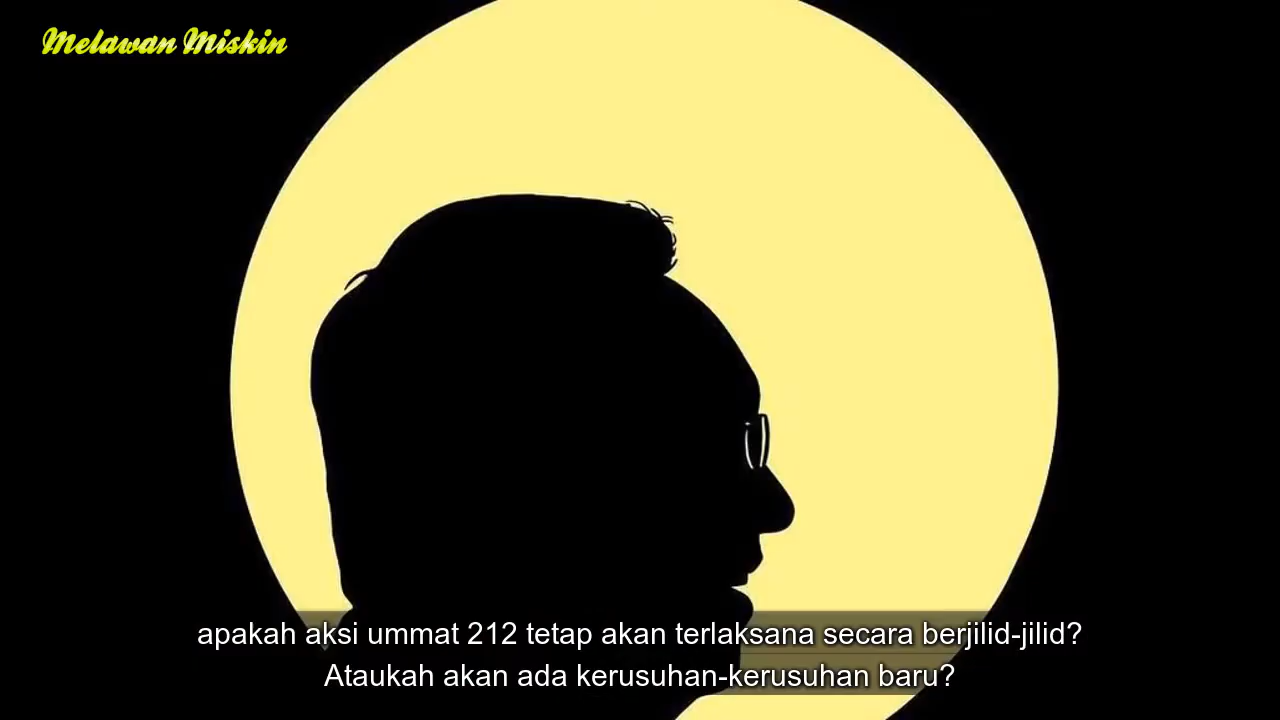 Melawan Miskin
apakah aksi ummat 212 tetap akan terlaksana secara berjilid-jilid?
Ataukah akan ada kerusuhan-kerusuhan baru?